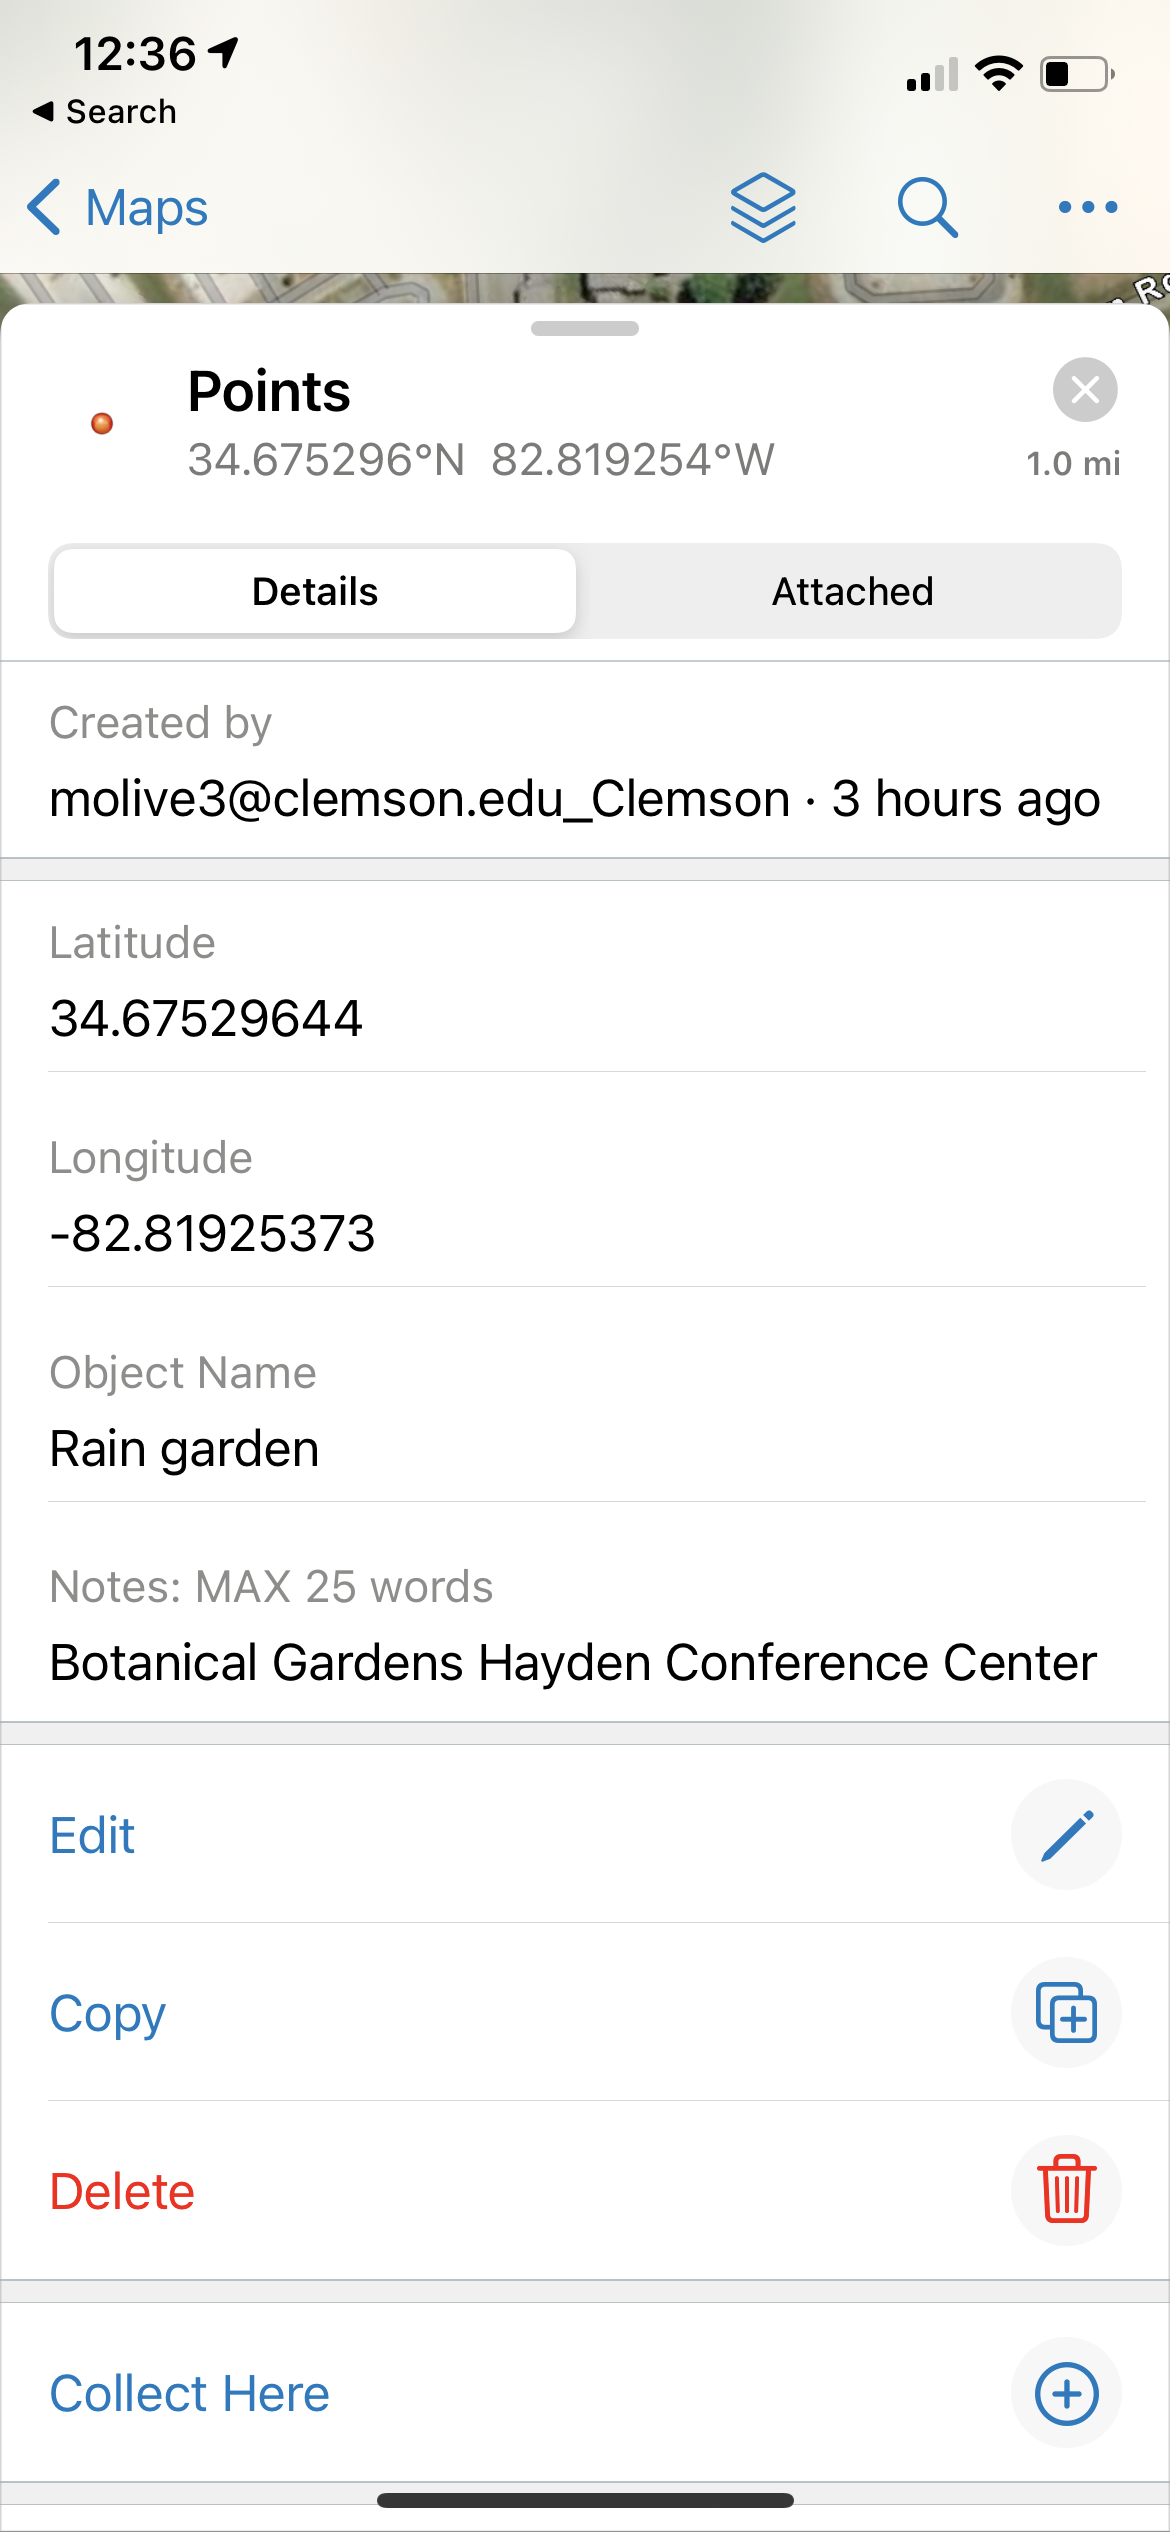 12:36
Search
Maps
Ro
Points
34.675296°N 82.819254°W
1.0 mi
Details
Attached
Created by
molive3@clemson.edu_Clemson · 3 hours ago
Latitude
34.67529644
Longitude
-82.81925373
Object Name
Rain garden
Notes: MAX 25 words
Botanical Gardens Hayden Conference Center
Edit
Copy
Delete
Collect Here